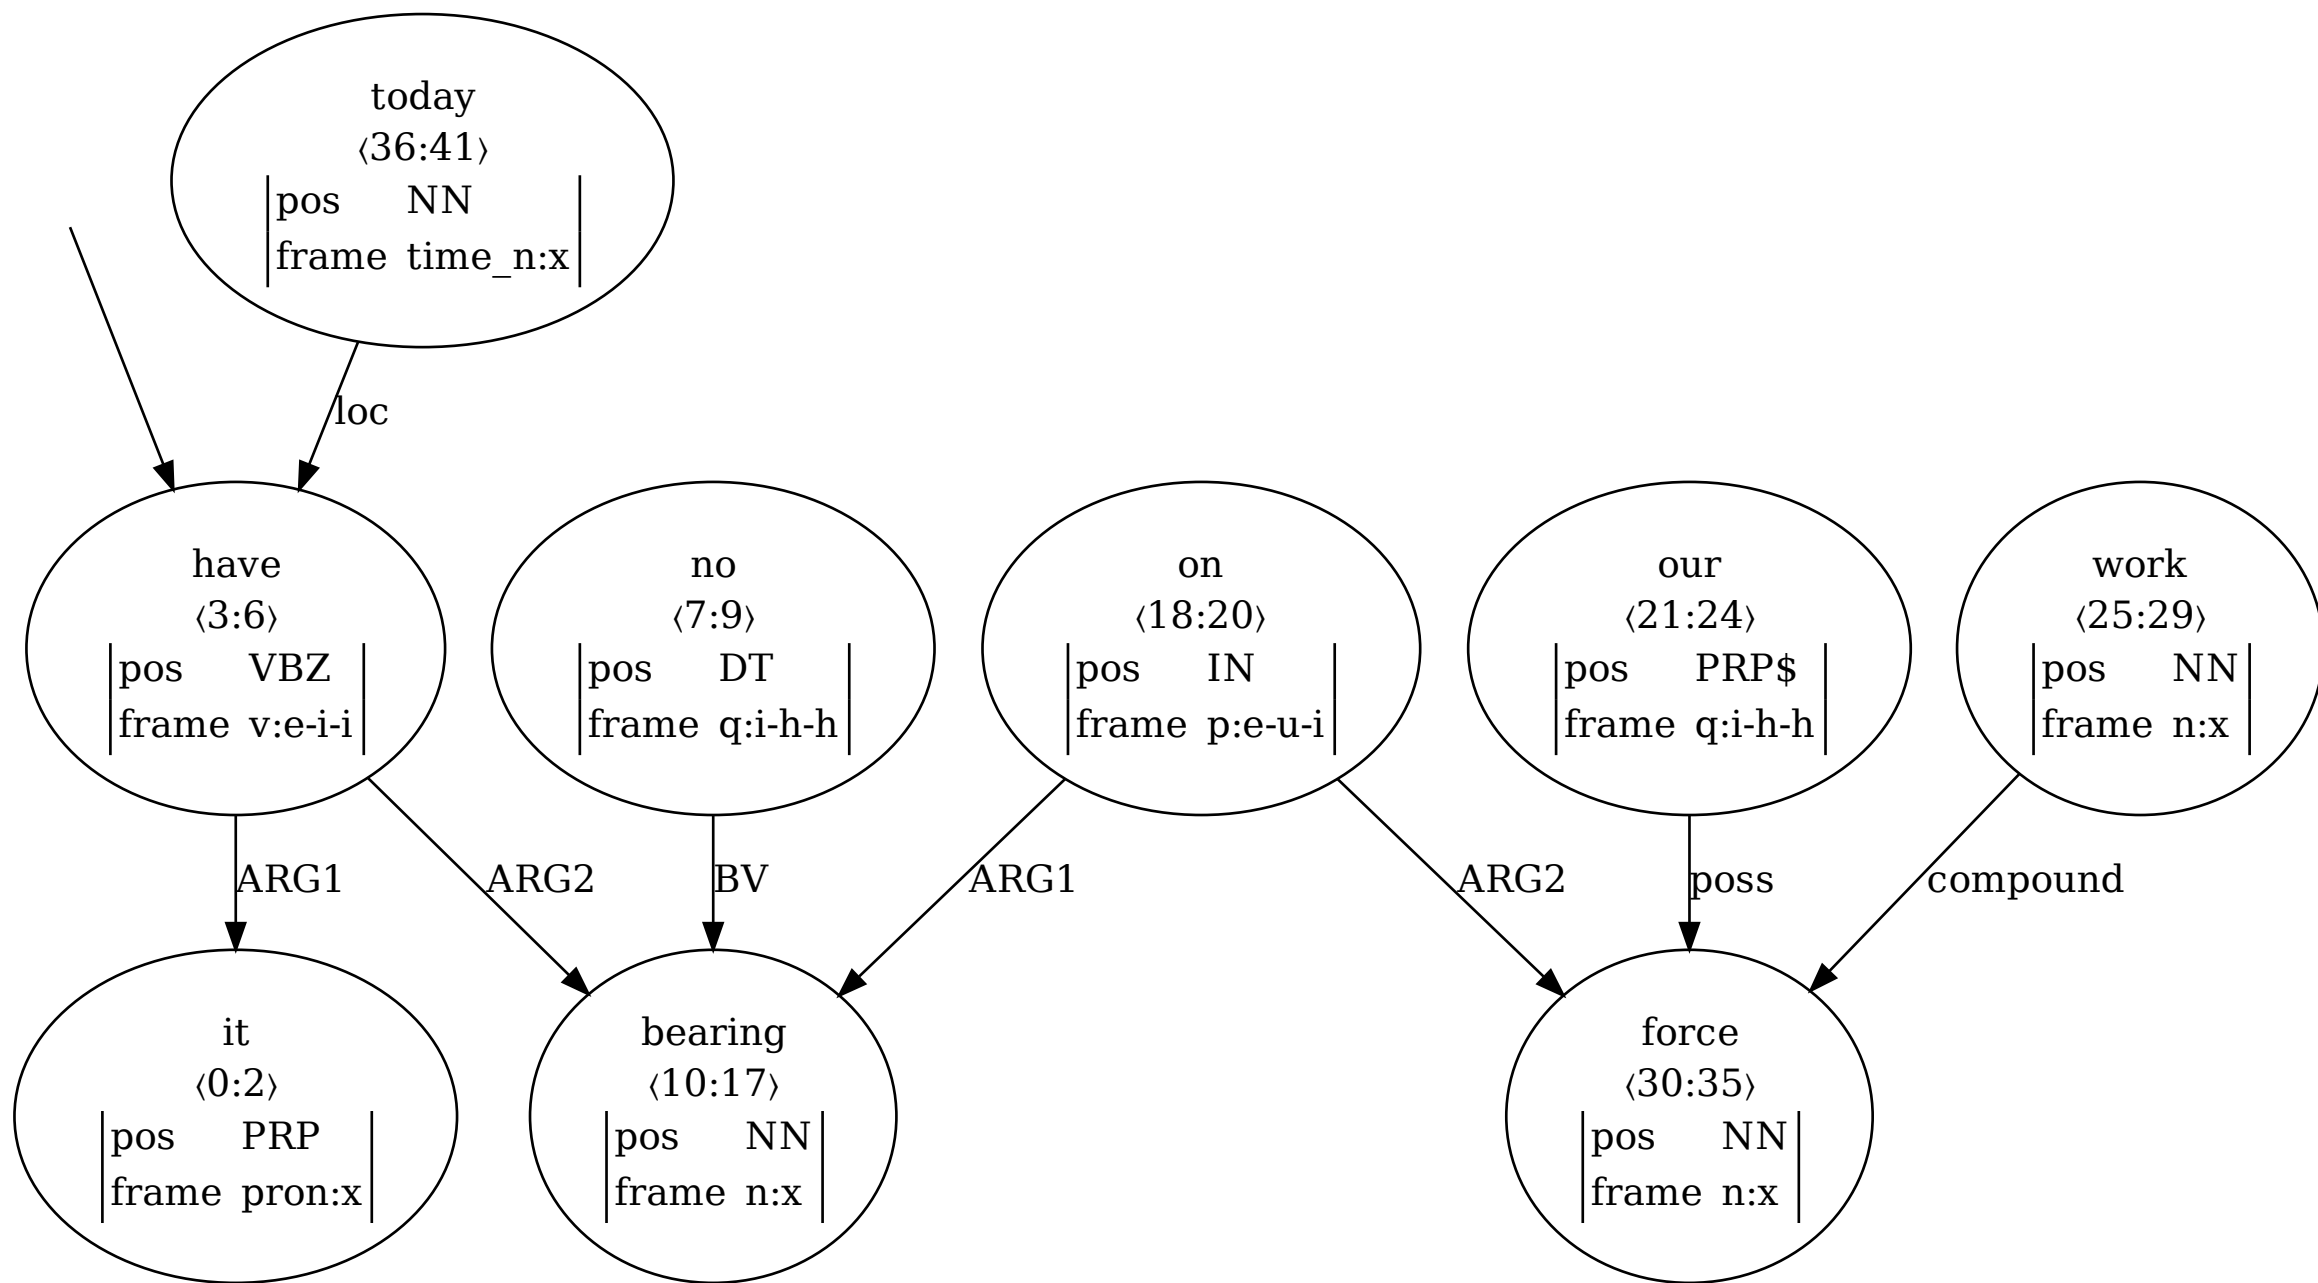 today
⟨36:41⟩
pos NN
frame time_n:x
loc
have
⟨3:6⟩
pos VBZ
frame v:e-i-i
no
⟨7:9⟩
pos DT
frame q:i-h-h
on
⟨18:20⟩
pos IN
frame p:e-u-i
our
⟨21:24⟩
pos PRP$
frame q:i-h-h
work
⟨25:29⟩
pos NN
frame n:x
ARG1
ARG2
BV
ARG1
ARG2
poss
compound
it
⟨0:2⟩
pos PRP
frame pron:x
bearing
⟨10:17⟩
pos NN
frame n:x
force
⟨30:35⟩
pos NN
frame n:x